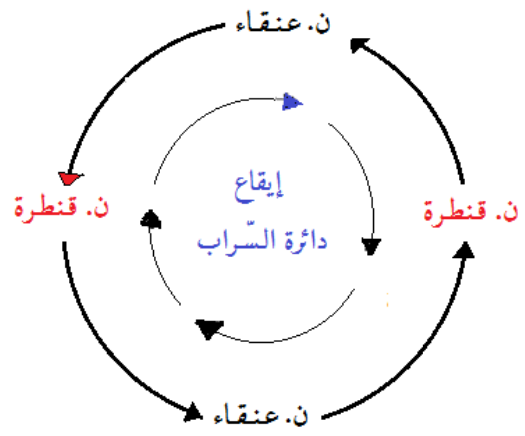 ن. عنقاء
إيقاع
دائرة السّراب
ن. قنطرة
ن. قنطرة
ن. عنقاء